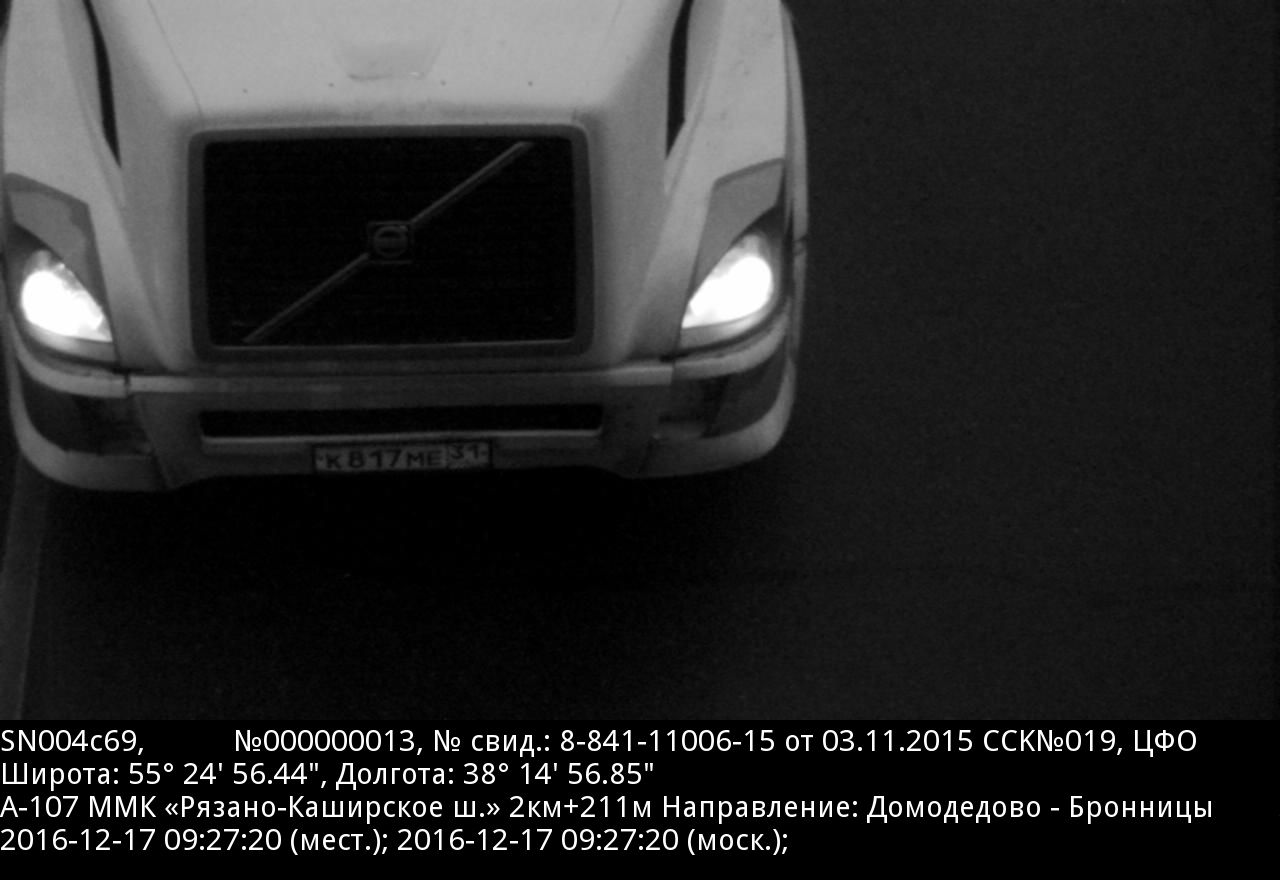 К817МЕ 31
SN004c69, №000000013, № свид.: 8-841-11006-15 от 03.11.2015 ССК№019, ЦФО
Широта: 55° 24' 56.44", Долгота: 38° 14' 56.85"
А-107 ММК «Рязано-Каширское ш.» 2км+211м Направление: Домодедово - Бронницы
2016-12-17 09:27:20 (мест.); 2016-12-17 09:27:20 (моск.);